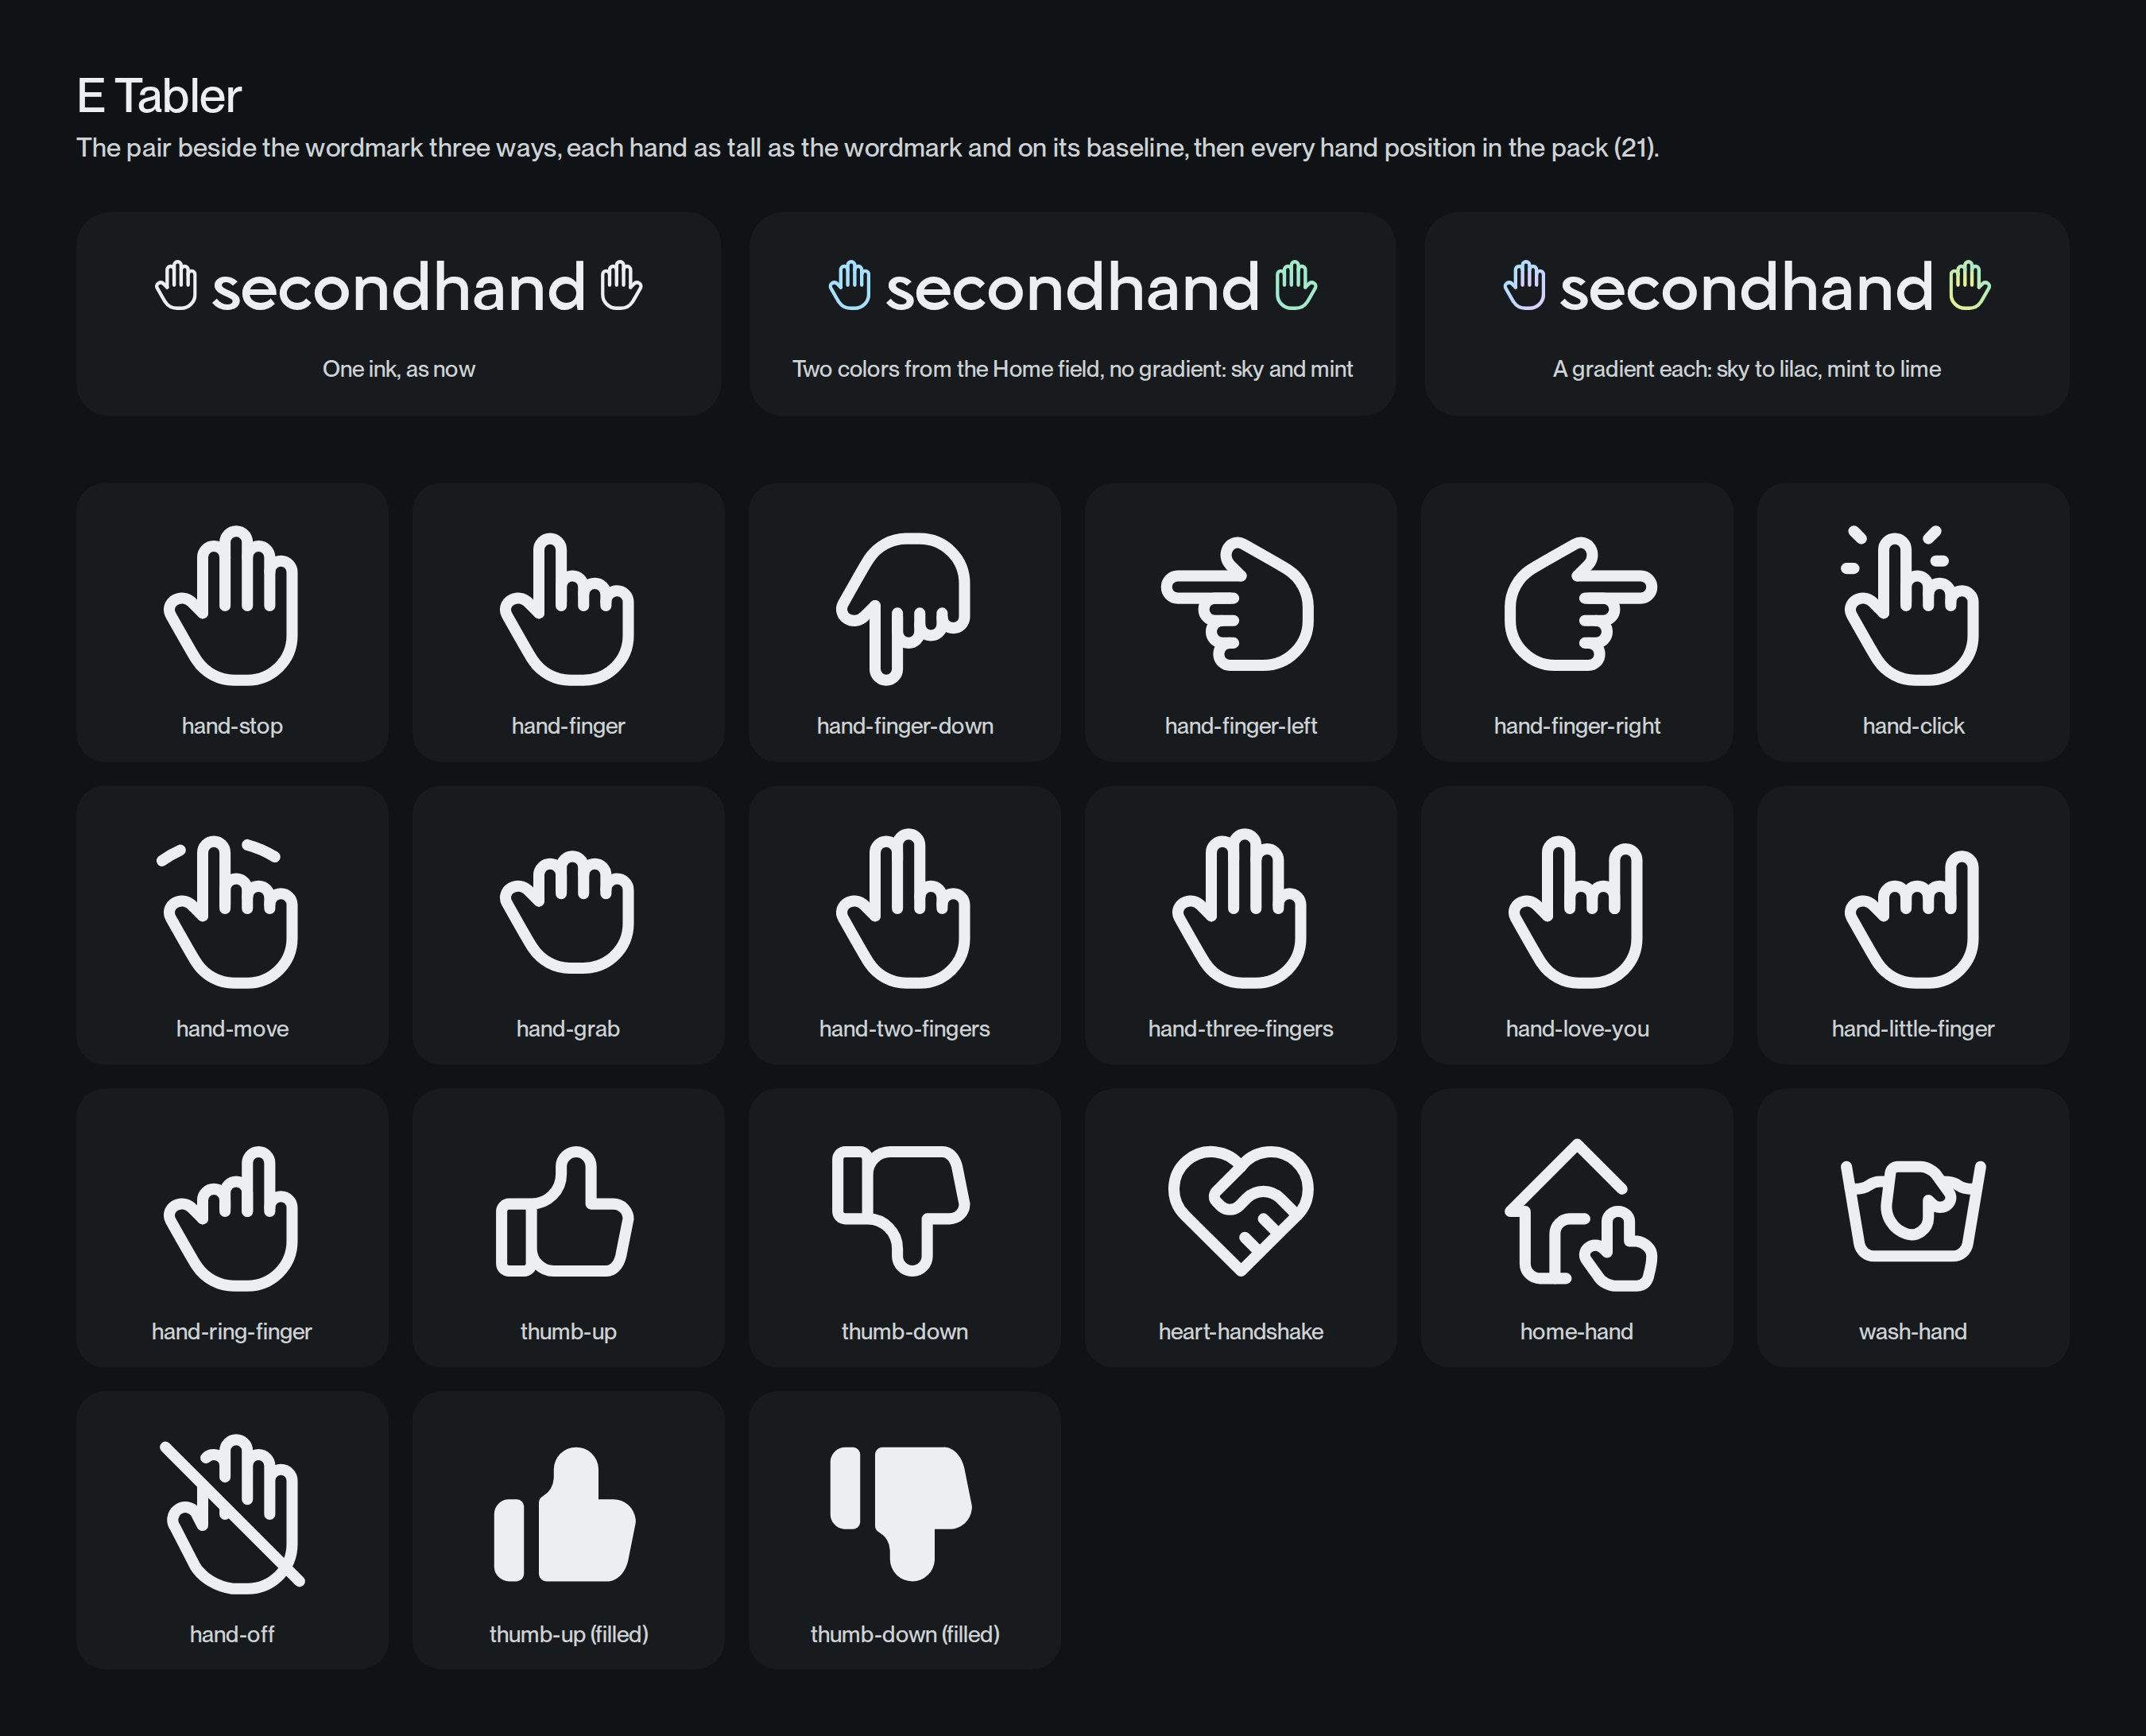 E Tabler
The pair beside the wordmark three ways, each hand as tall as the wordmark and on its baseline, then every hand position in the pack (21).
secondhand
secondhand
secondhand
One ink, as now
Two colors from the Home field, no gradient: sky and mint
A gradient each: sky to lilac, mint to lime
hand-stop
hand-finger
hand-finger-down
hand-finger-left
hand-finger-right
hand-click
hand-move
hand-grab
hand-two-fingers
hand-three-fingers
hand-love-you
hand-little-finger
hand-ring-finger
thumb-up
thumb-down
heart-handshake
home-hand
wash-hand
hand-off
thumb-up (filled)
thumb-down (filled)